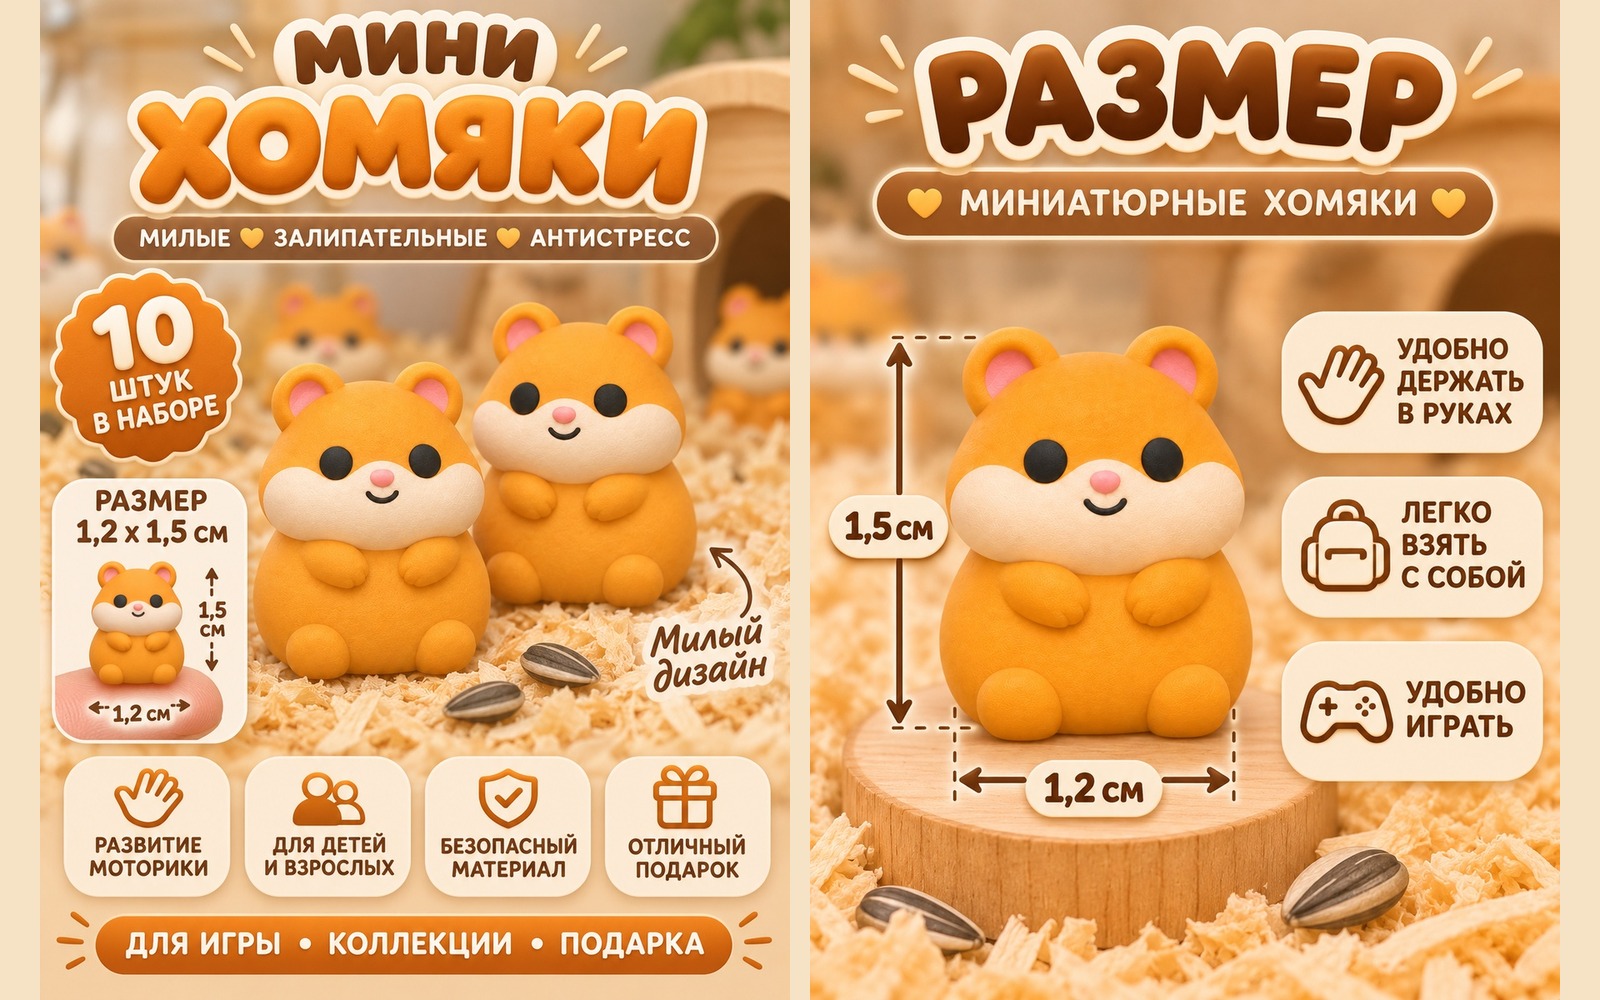 МИНИ
ХОМЯКИ
МИЛЫЕ ЗАЛИПАТЕЛЬНЫЕ АНТИСТРЕСС
10
ШТУК
В НАБОРЕ
РАЗМЕР
1,2 х 1,5 см
1,5
см
1,2 см
Милый
дизайн
РАЗВИТИЕ
МОТОРИКИ
ДЛЯ ДЕТЕЙ
И ВЗРОСЛЫХ
БЕЗОПАСНЫЙ
МАТЕРИАЛ
ОТЛИЧНЫЙ
ПОДАРОК
ДЛЯ ИГРЫ • КОЛЛЕКЦИИ • ПОДАРКА
РАЗМЕР
МИНИАТЮРНЫЕ ХОМЯКИ
1,5 см
1,2 см
УДОБНО
ДЕРЖАТЬ
В РУКАХ
ЛЕГКО
ВЗЯТЬ
С СОБОЙ
УДОБНО
ИГРАТЬ